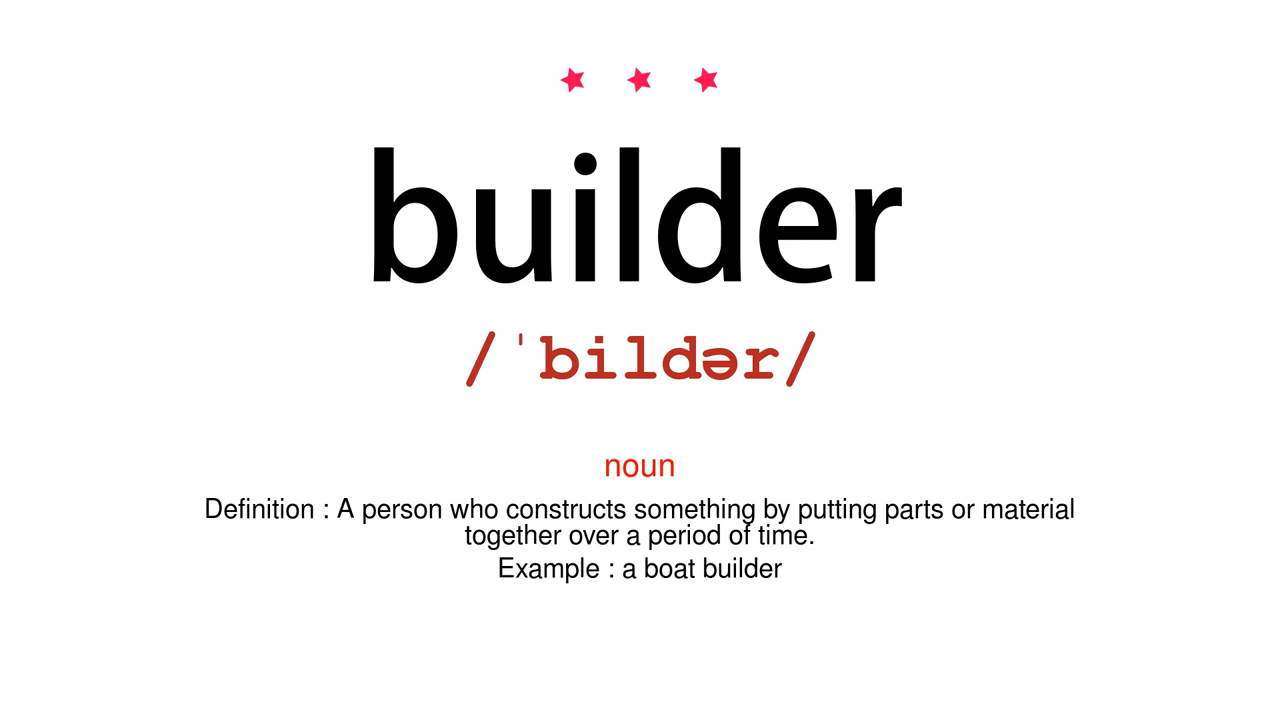 builder
/ˈbildər/
noun
Definition : A person who constructs something by putting parts or material
together over a period of time.
Example : a boat builder